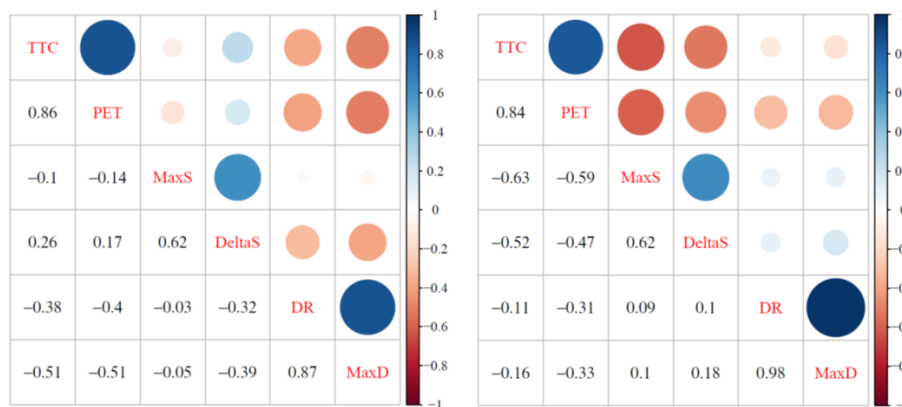 TTC
0.86 PET
−0.1 −0.14 MaxS
0.26 0.17 0.62 DeltaS
−0.38 −0.4 −0.03 −0.32 DR
−0.51 −0.51 −0.05 −0.39 0.87 MaxD
1
0.8
0.6
0.4
0.2
0
−0.2
−0.4
−0.6
−0.8
−1
TTC
0.84 PET
−0.63 −0.59 MaxS
−0.52 −0.47 0.62 DeltaS
−0.11 −0.31 0.09 0.1 DR
−0.16 −0.33 0.1 0.18 0.98 MaxD